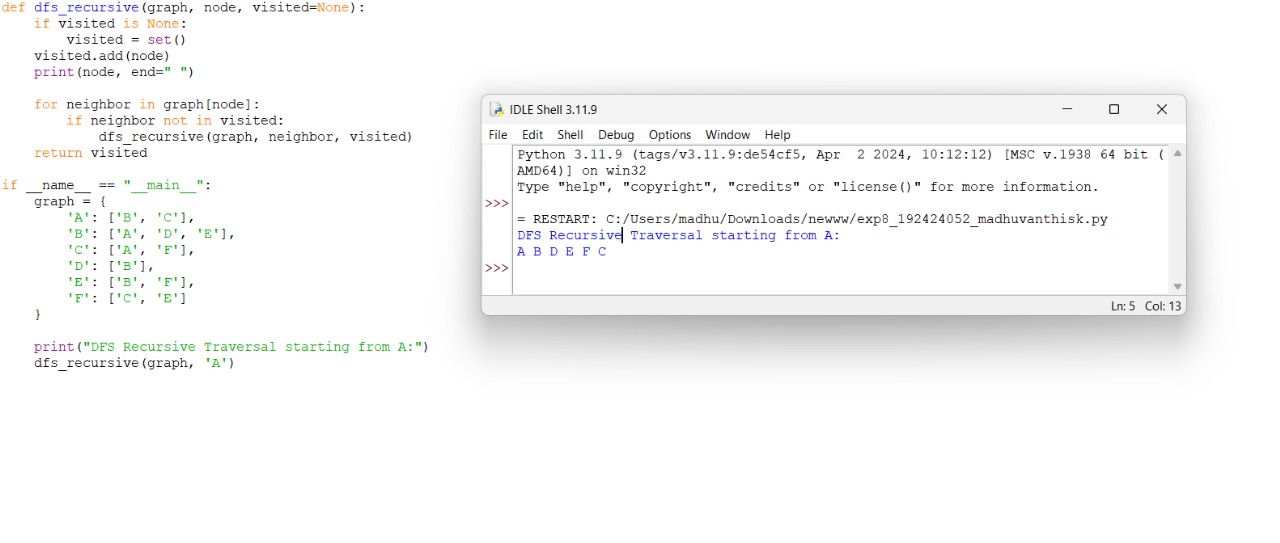 def dfs_recursive(graph, node, visited=None):
    if visited is None:
        visited = set()
    visited.add(node)
    print(node, end=" ")
    for neighbor in graph[node]:
        if neighbor not in visited:
            dfs_recursive(graph, neighbor, visited)
    return visited
if __name__ == "__main__":
    graph = {
        'A': ['B', 'C'],
        'B': ['A', 'D', 'E'],
        'C': ['A', 'F'],
        'D': ['B'],
        'E': ['B', 'F'],
        'F': ['C', 'E']
    }
    print("DFS Recursive Traversal starting from A:")
    dfs_recursive(graph, 'A')
IDLE Shell 3.11.9
File Edit Shell Debug Options Window Help
Python 3.11.9 (tags/v3.11.9:de54cf5, Apr  2 2024, 10:12:12) [MSC v.1938 64 bit (
AMD64)] on win32
Type "help", "copyright", "credits" or "license()" for more information.
>>>
= RESTART: C:/Users/madhu/Downloads/newww/exp8_192424052_madhuvanthisk.py
DFS Recursive Traversal starting from A:
A B D E F C
>>>
Ln: 5 Col: 13